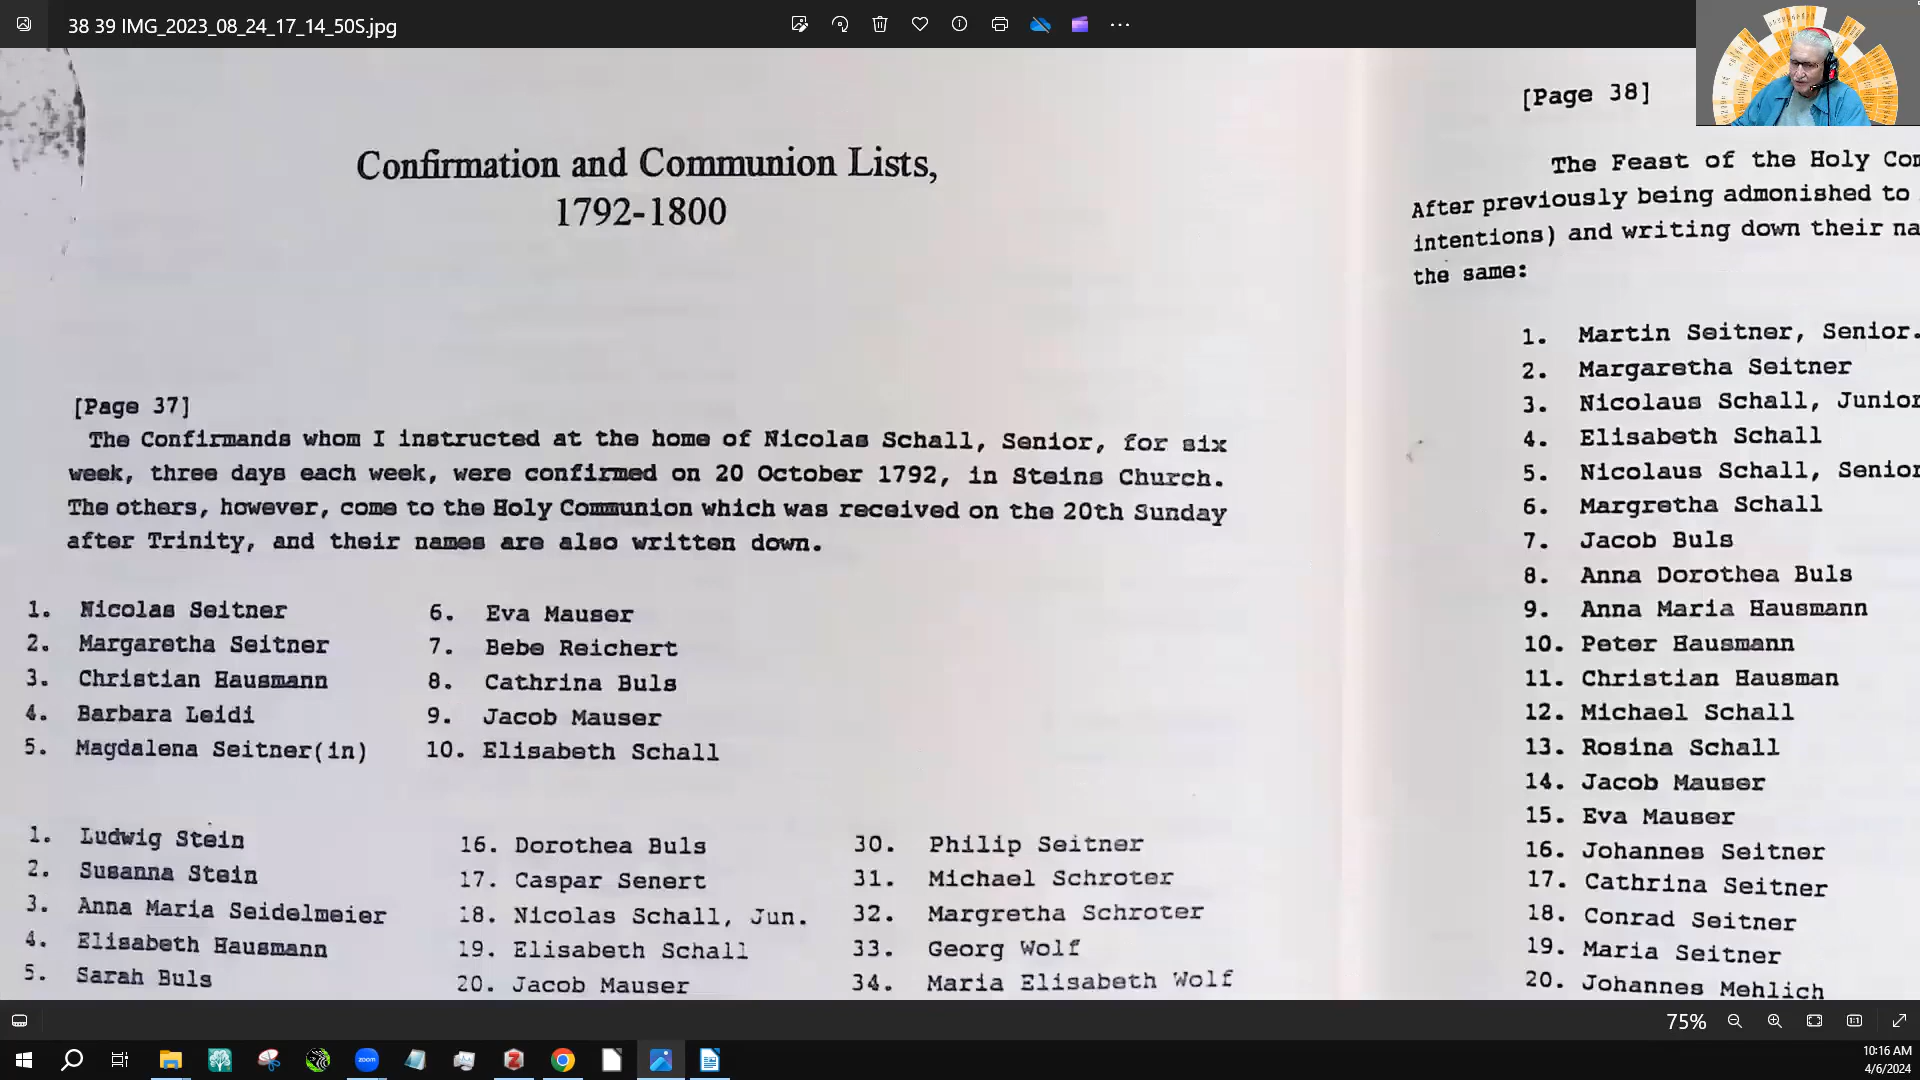 38 39 IMG_2023_08_24_17_14_50S.jpg
Confirmation and Communion Lists,
1792-1800
[Page 37]
The Confirmands whom I instructed at the home of Nicolas Schall, Senior, for six
week, three days each week, were confirmed on 20 October 1792, in Steins Church.
The others, however, come to the Holy Communion which was received on the 20th Sunday
after Trinity, and their names are also written down.
1. Nicolas Seitner
2. Margaretha Seitner
3. Christian Hausmann
4. Barbara Leidi
5. Magdalena Seitner(in)
6. Eva Mauser
7. Bebe Reichert
8. Cathrina Buls
9. Jacob Mauser
10. Elisabeth Schall
1. Ludwig Stein
2. Susanna Stein
3. Anna Maria Seidelmeier
4. Elisabeth Hausmann
5. Sarah Buls
16. Dorothea Buls
17. Caspar Senert
18. Nicolas Schall, Jun.
19. Elisabeth Schall
20. Jacob Mauser
30. Philip Seitner
31. Michael Schroter
32. Margretha Schroter
33. Georg Wolf
34. Maria Elisabeth Wolf
[Page 38]
The Feast of the Holy Com
After previously being admonished to
intentions) and writing down their na
the same:
1. Martin Seitner, Senior.
2. Margaretha Seitner
3. Nicolaus Schall, Junior
4. Elisabeth Schall
5. Nicolaus Schall, Senior
6. Margretha Schall
7. Jacob Buls
8. Anna Dorothea Buls
9. Anna Maria Hausmann
10. Peter Hausmann
11. Christian Hausman
12. Michael Schall
13. Rosina Schall
14. Jacob Mauser
15. Eva Mauser
16. Johannes Seitner
17. Cathrina Seitner
18. Conrad Seitner
19. Maria Seitner
20. Johannes Mehlich
75%
1:1
zoom
10:16 AM
4/6/2024